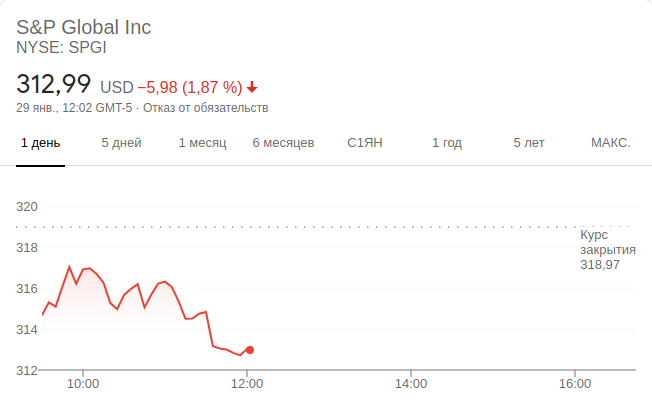 S&P Global Inc
NYSE: SPGI
312,99 USD −5,98 (1,87 %)
29 янв., 12:02 GMT-5 · Отказ от обязательств
1 день 5 дней 1 месяц 6 месяцев С1ЯН 1 год 5 лет МАКС.
320
Курс
закрытия
318,97
318
316
314
312
10:00 12:00 14:00 16:00